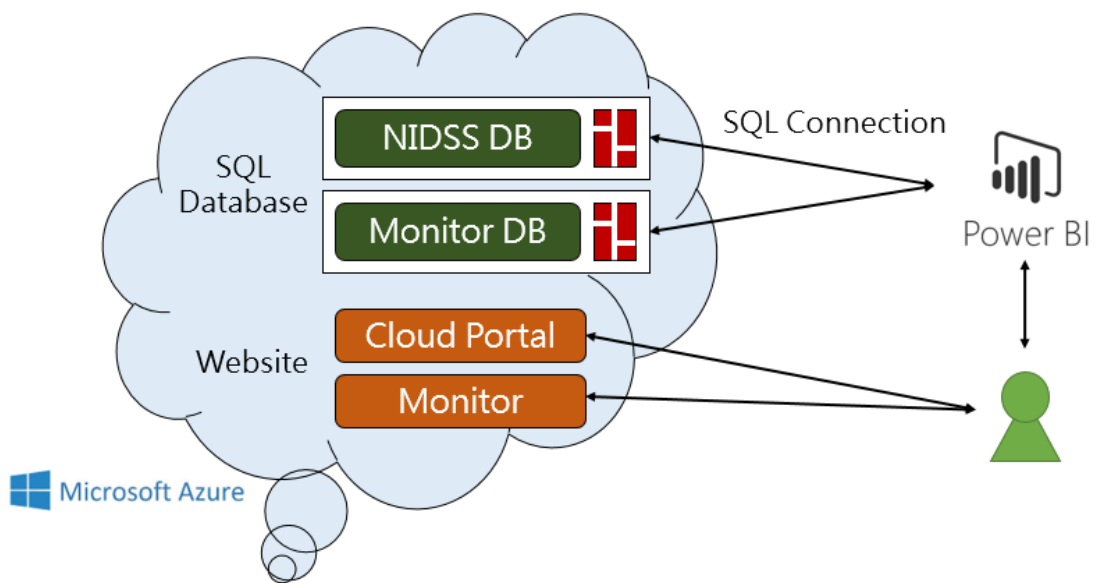 NIDSS DB
SQL Connection
SQL
Database
Monitor DB
Power BI
Cloud Portal
Website
Monitor
Microsoft Azure